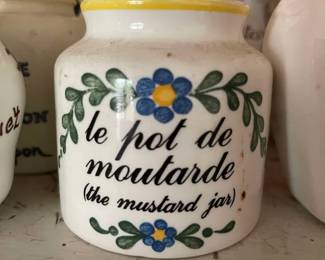 le pot de
moutarde
(the mustard jar)